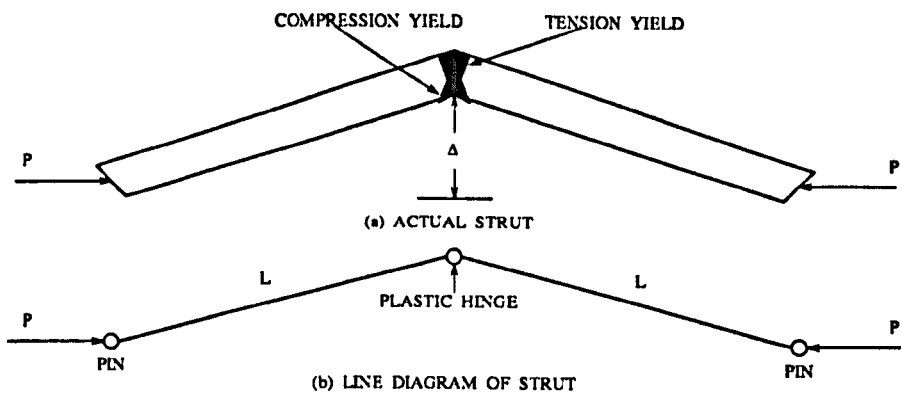 COMPRESSION YIELD
TENSION YIELD
P
Δ
P
(a) ACTUAL STRUT
L
L
PLASTIC HINGE
P
P
PIN
PIN
(b) LINE DIAGRAM OF STRUT